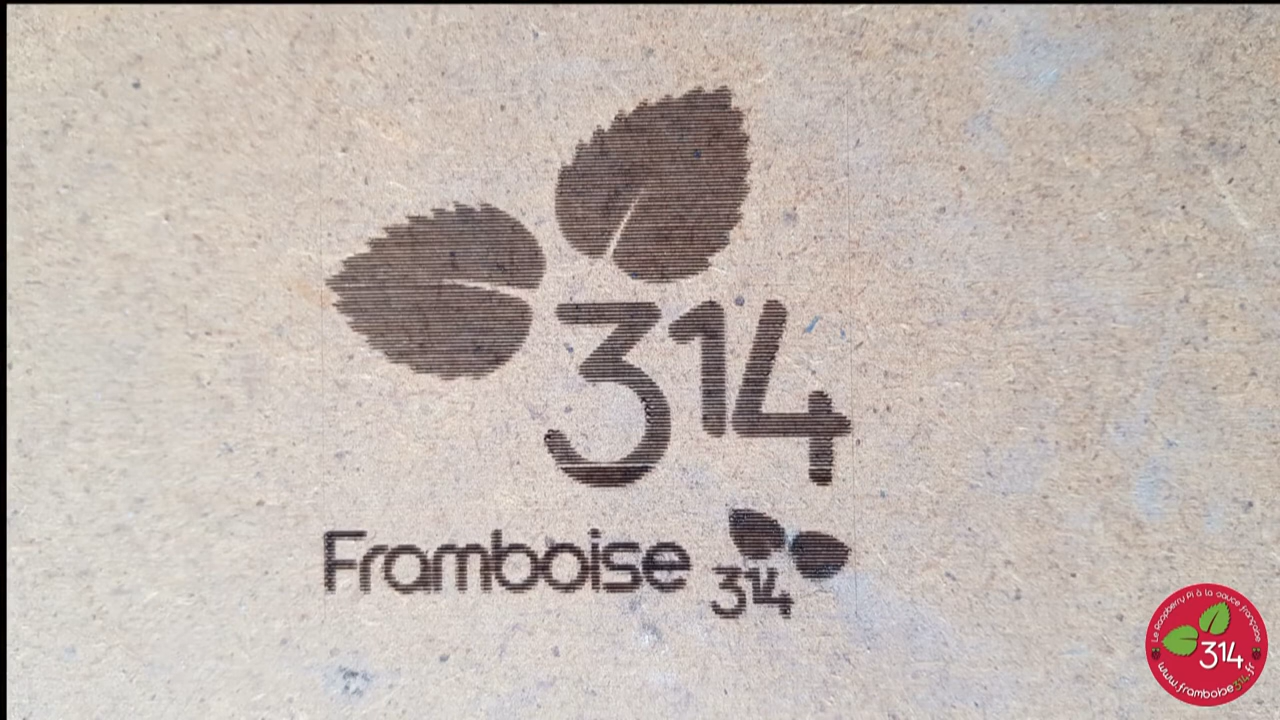 314
Framboise 314
Le Raspberry Pi à la sauce française
314
www.framboise314.fr